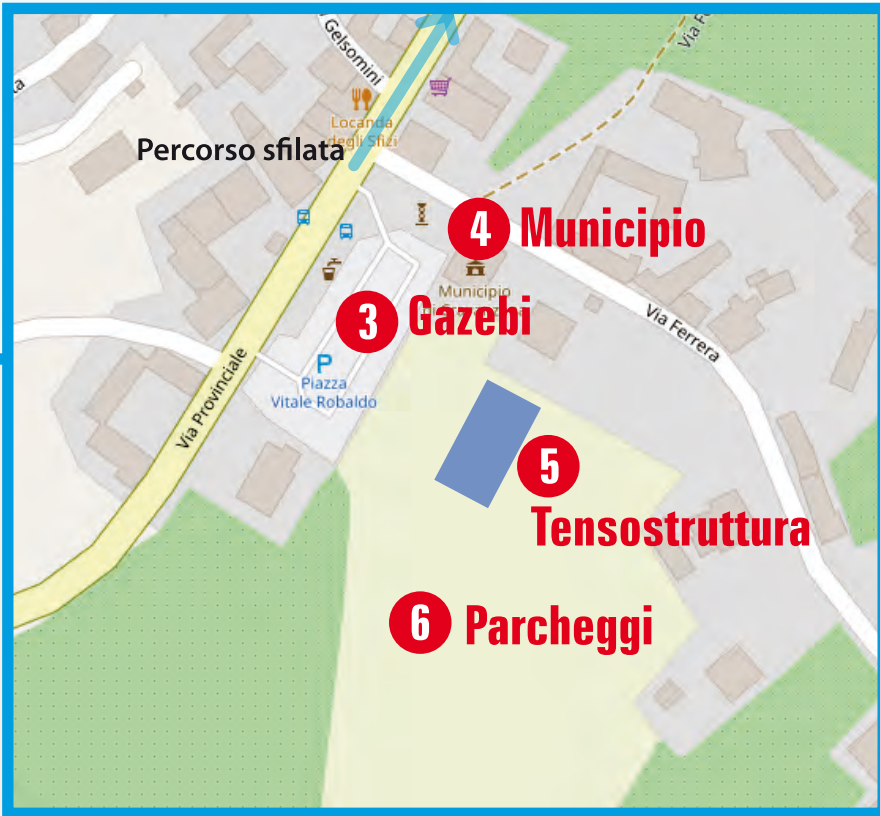 Gelsomini
Via
Locanda
degli Sfizi
Percorso sfilata
4 Municipio
Municipio
3 Gazebi
Via Ferrera
P
Piazza
Vitale Robaldo
Via Provinciale
5
Tensostruttura
6 Parcheggi